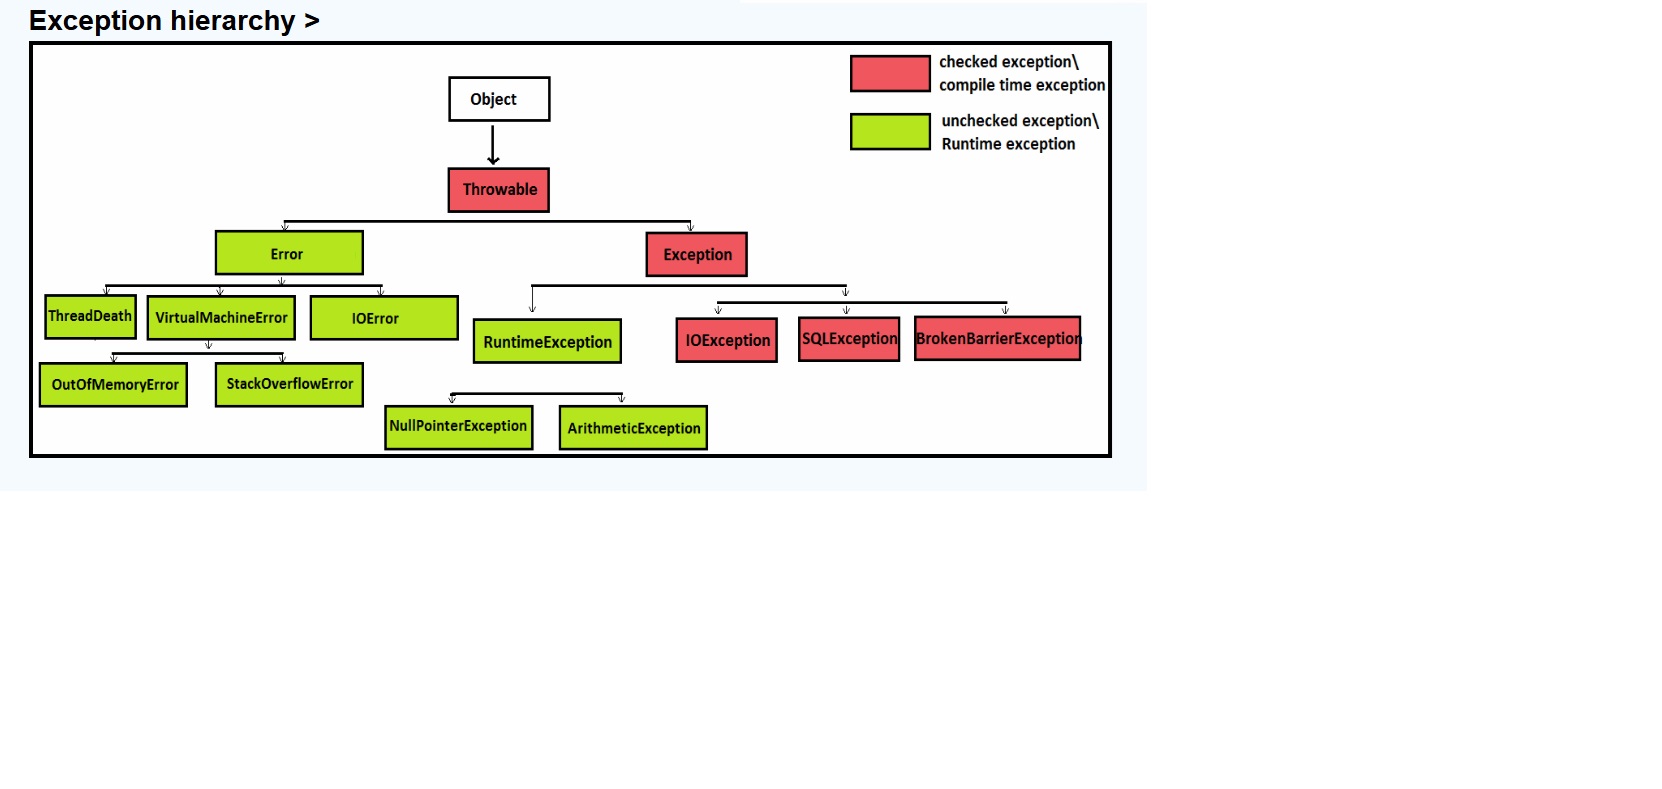 Exception hierarchy >
checked exception\
compile time exception
Object
unchecked exception\
Runtime exception
Throwable
Error
Exception
ThreadDeath
VirtualMachineError
IOError
RuntimeException
IOException
SQLException
BrokenBarrierException
OutOfMemoryError
StackOverflowError
NullPointerException
ArithmeticException